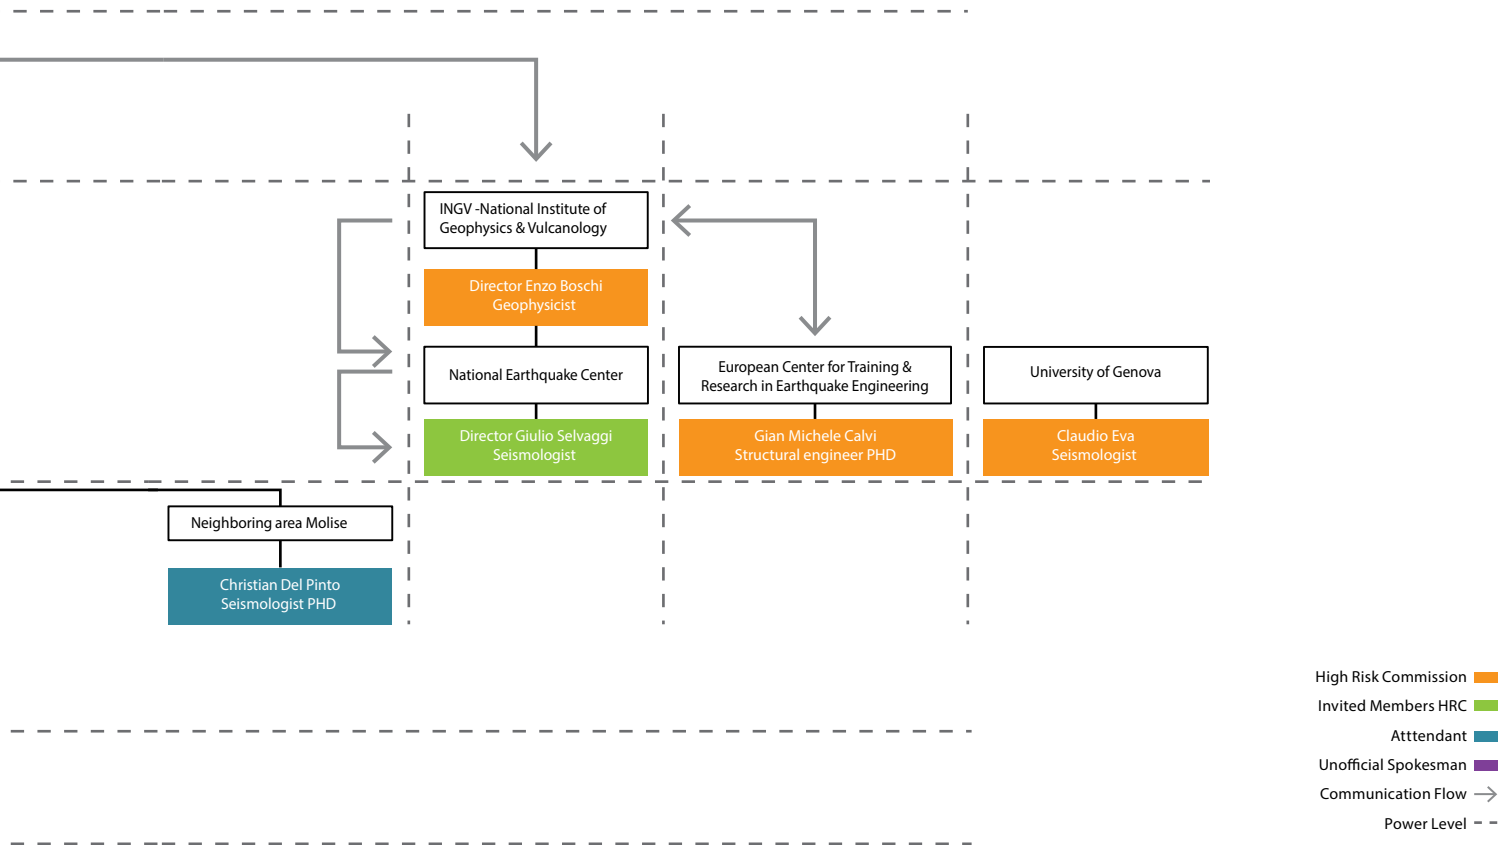 INGV -National Institute of
Geophysics & Vulcanology
Director Enzo Boschi
Geophysicist
National Earthquake Center
Director Giulio Selvaggi
Seismologist
European Center for Training &
Research in Earthquake Engineering
Gian Michele Calvi
Structural engineer PHD
University of Genova
Claudio Eva
Seismologist
Neighboring area Molise
Christian Del Pinto
Seismologist PHD
High Risk Commission
Invited Members HRC
Atttendant
Unofficial Spokesman
Communication Flow
Power Level